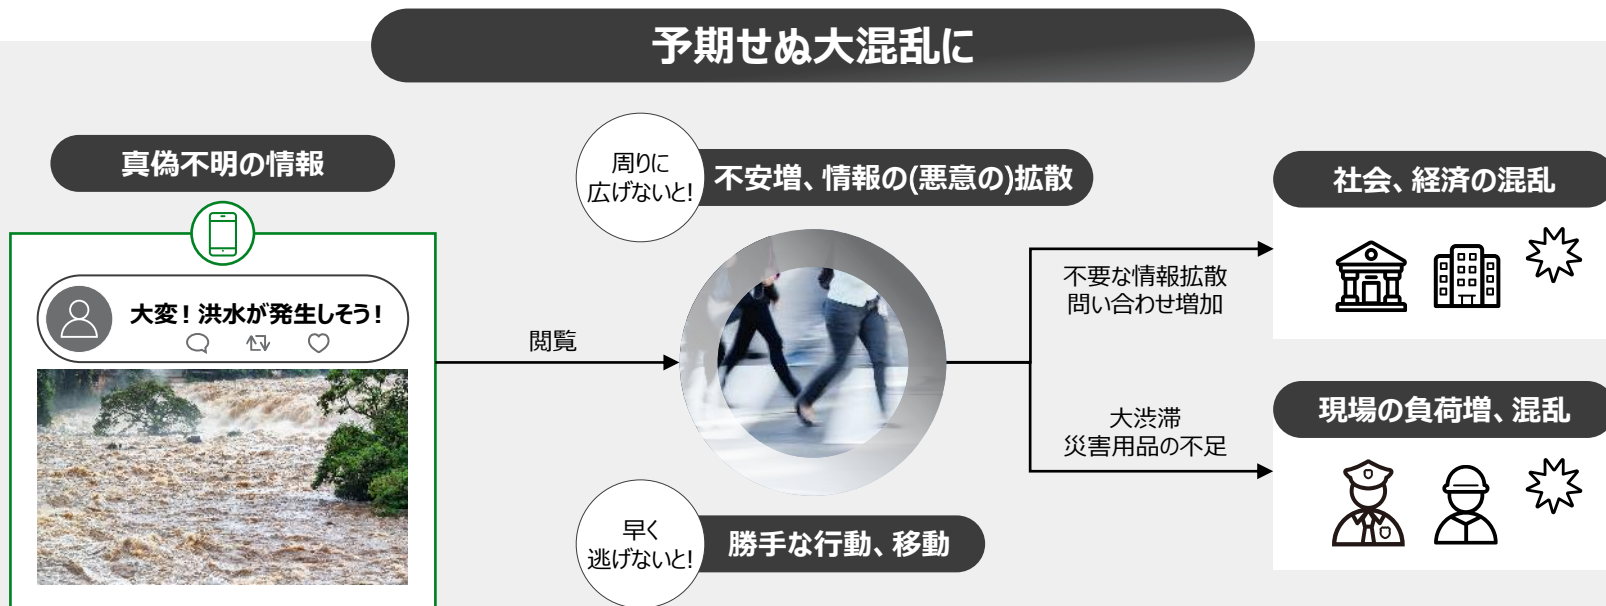 予期せぬ大混乱に
真偽不明の情報
大変！洪水が発生しそう！
閲覧
周りに
広げないと!
不安増、情報の(悪意の)拡散
早く
逃げないと!
勝手な行動、移動
不要な情報拡散
問い合わせ増加
大渋滞
災害用品の不足
社会、経済の混乱
現場の負荷増、混乱